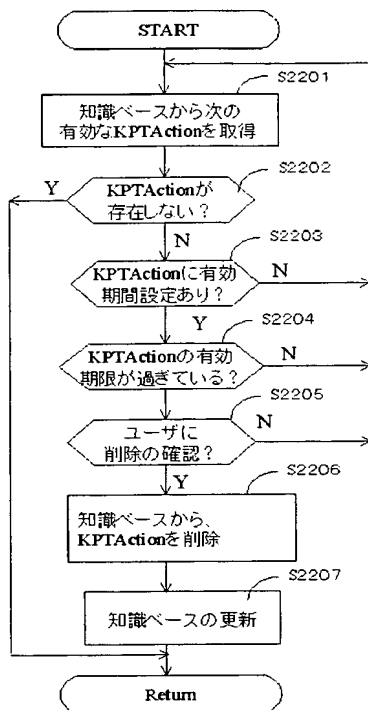 START
S2201
知識ベースから次の
有効なKPTActionを取得
S2202
Y
KPTActionが
存在しない？
N
S2203
KPTActionに有効
期間設定あり？
N
Y
S2204
KPTActionの有効
期限が過ぎている？
N
S2205
ユーザに
削除の確認？
N
Y
S2206
知識ベースから、
KPTActionを削除
S2207
知識ベースの更新
Return